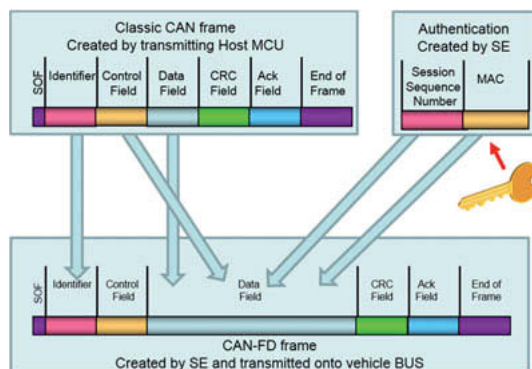 Classic CAN frame
Created by transmitting Host MCU
SOF
Identifier
Control
Field
Data
Field
CRC
Field
Ack
Field
End of
Frame
Authentication
Created by SE
Session
Sequence
Number
MAC
SOF
Identifier
Control
Field
Data
Field
CRC
Field
Ack
Field
End of
Frame
CAN-FD frame
Created by SE and transmitted onto vehicle BUS